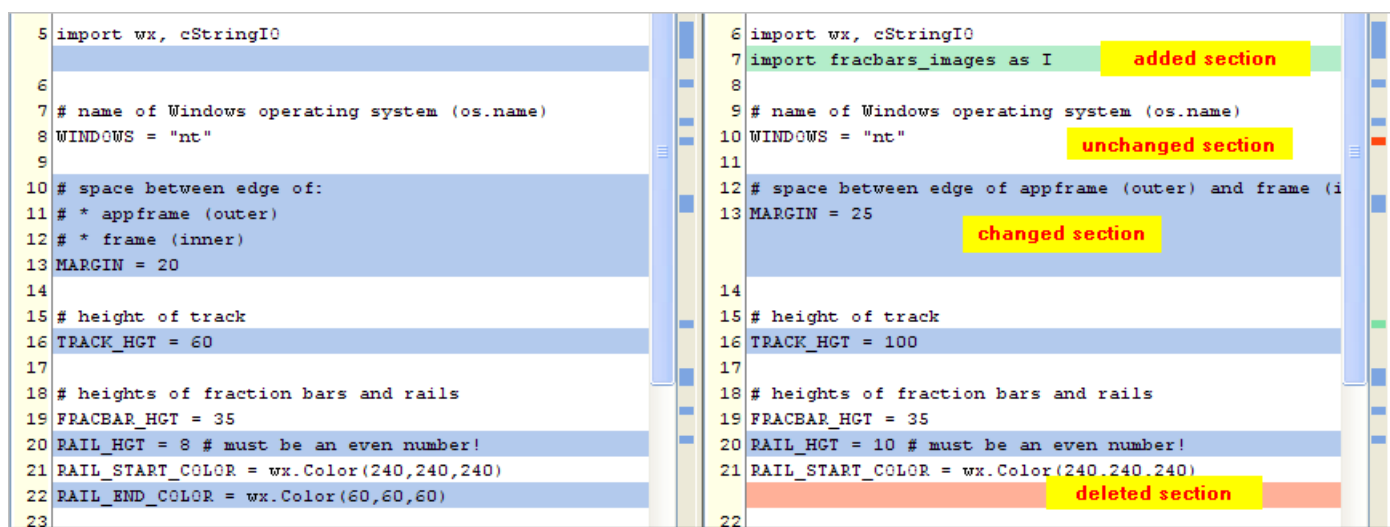 5 import wx, cStringIO
6
7 # name of Windows operating system (os.name)
8 WINDOWS = "nt"
9
10 # space between edge of:
11 # * appframe (outer)
12 # * frame (inner)
13 MARGIN = 20
14
15 # height of track
16 TRACK_HGT = 60
17
18 # heights of fraction bars and rails
19 FRACBAR_HGT = 35
20 RAIL_HGT = 8 # must be an even number!
21 RAIL_START_COLOR = wx.Color(240,240,240)
22 RAIL_END_COLOR = wx.Color(60,60,60)
23
6 import wx, cStringIO
7 import fracbars_images as I
added section
8
9 # name of Windows operating system (os.name)
10 WINDOWS = "nt"
unchanged section
11
12 # space between edge of appframe (outer) and frame (i
13 MARGIN = 25
changed section
14
15 # height of track
16 TRACK_HGT = 100
17
18 # heights of fraction bars and rails
19 FRACBAR_HGT = 35
20 RAIL_HGT = 10 # must be an even number!
21 RAIL_START_COLOR = wx.Color(240,240,240)
deleted section
22